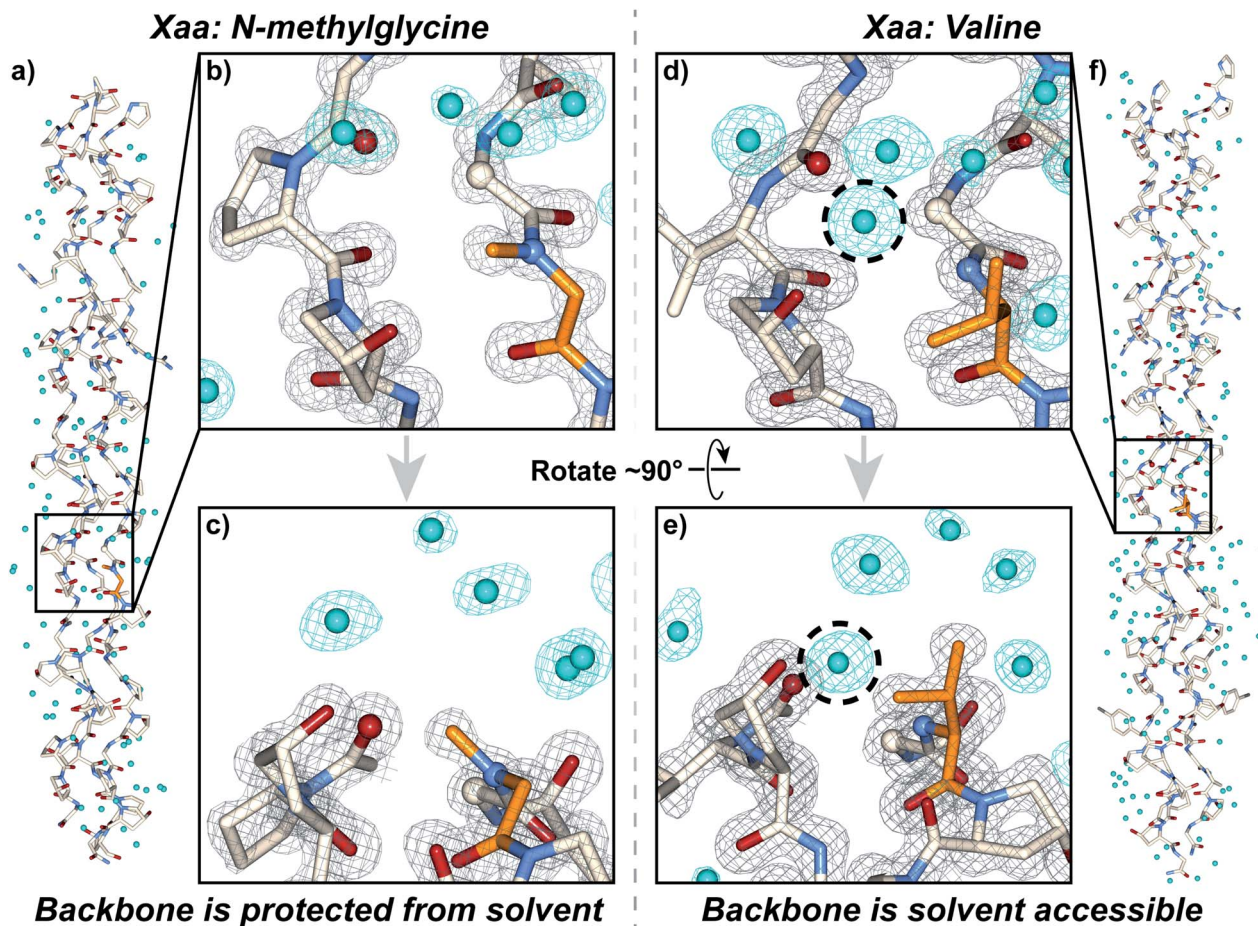 Xaa: N-methylglycine
Xaa: Valine
a)
b)
d)
f)
Rotate ~90°
c)
e)
Backbone is protected from solvent
Backbone is solvent accessible